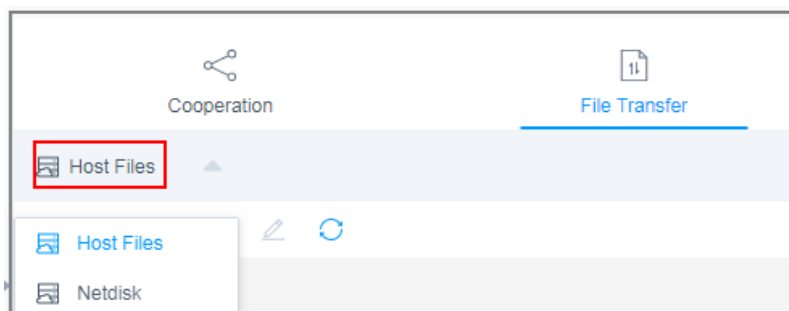 Cooperation
File Transfer
Host Files
Host Files
Netdisk